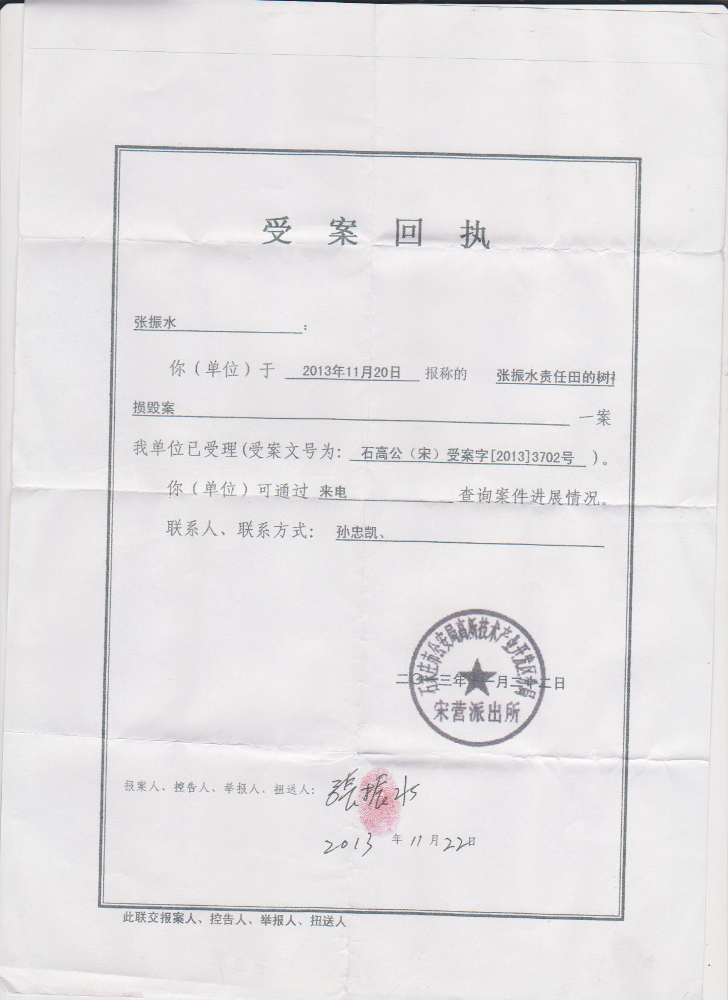 受案回执
张振水：
你（单位）于 2013年11月20日 报称的 张振水责任田的树
损毁案 一案
我单位已受理(受案文号为： 石高公（宋）受案字[2013]3702号 )。
你（单位）可通过 来电 查询案件进展情况。
联系人、联系方式： 孙忠凯、
石家庄市公安局高新技术产业开发区分局
二〇一三年十一月二十二日
宋营派出所
报案人、控告人、举报人、扭送人： 張振水
2013 年 11 月 22 日
此联交报案人、控告人、举报人、扭送人